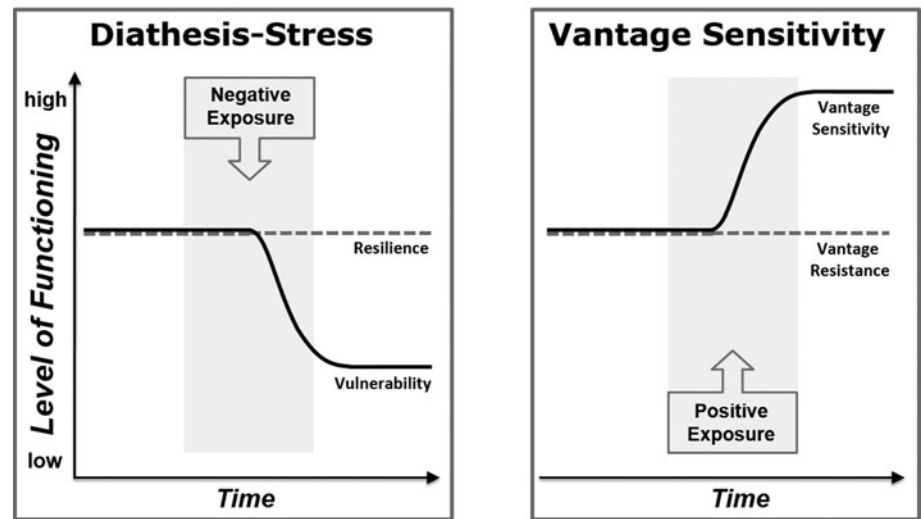 Diathesis-Stress
high
Negative
Exposure
Level of Functioning
Resilience
Vulnerability
low
Time
Vantage Sensitivity
Vantage
Sensitivity
Vantage
Resistance
Positive
Exposure
Time